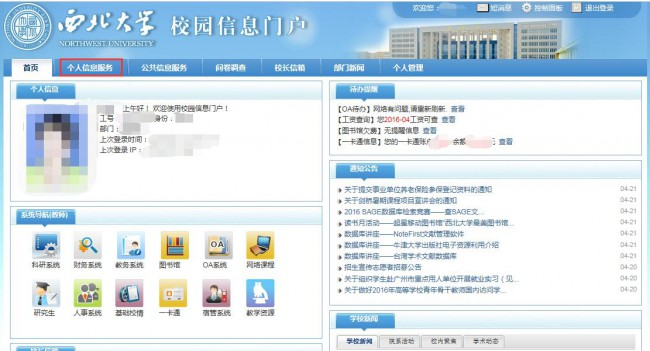 西北大学 校园信息门户
NORTHWEST UNIVERSITY
欢迎您! 短消息 控制面板 退出登录
首页 个人信息服务 公共信息服务 问卷调查 校长信箱 部门新闻 个人管理
个人信息
上午好！ 欢迎使用校园信息门户！
工号 身份:
部门:
上次登录时间:
上次登录 IP:
系统导航(教师)
科研系统 财务系统 教务系统 图书馆 OA系统 网络课程
研究生 人事系统 基础校情 一卡通 宿管系统 教学资源
待办提醒
【OA待办】网络有问题,请重新刷新. 查看
【工资查询】您2016-04工资可查 查看
【图书馆欠费】无提醒信息 查看
【一卡通信息】您的一卡通账户 余额 元 查看
通知公告
关于提交事业单位养老保险参保登记资料的通知 04-21
关于剑桥暑期课程项目宣讲会的通知 04-21
2016 SAGE数据库检索竞赛——查SAGE文... 04-21
读书月活动——超星移动图书馆“西北大学最美图书馆... 04-21
数据库讲座——NoteFirst文献管理软件 04-21
数据库讲座——牛津大学出版社电子资源利用介绍 04-21
数据库讲座——台湾学术文献数据库 04-21
招生宣传志愿者招募公告 04-20
关于组织学生赴广州市重点用人单位开展就业实习（见... 04-20
关于做好2016年高等学校青年骨干教师国内访问学... 04-20
学校新闻
学校新闻 院系活动 校内聚焦 学术动态